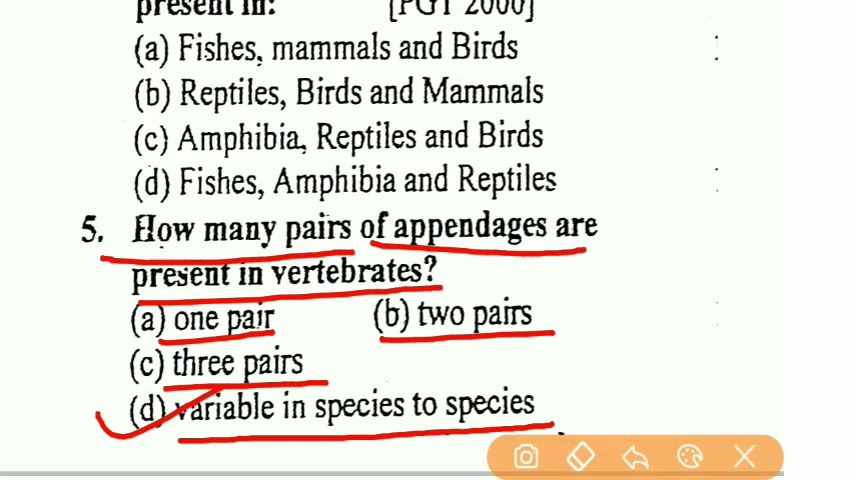 present in: [PGT 2000]
(a) Fishes, mammals and Birds
(b) Reptiles, Birds and Mammals
(c) Amphibia, Reptiles and Birds
(d) Fishes, Amphibia and Reptiles
5. How many pairs of appendages are
present in vertebrates?
(a) one pair (b) two pairs
(c) three pairs
(d) variable in species to species